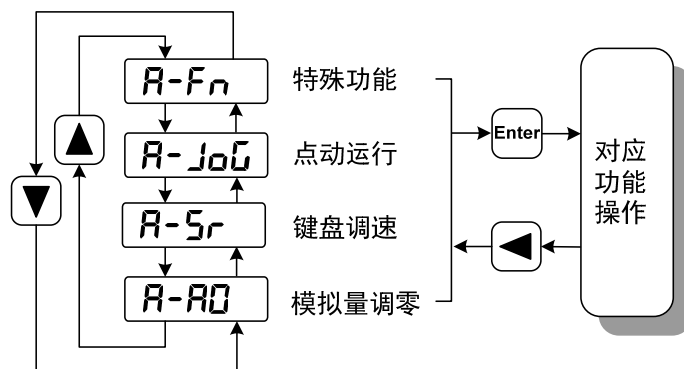 A-Fn 特殊功能
A-JoG 点动运行
A-Sr 键盘调速
A-A0 模拟量调零
Enter
对应
功能
操作